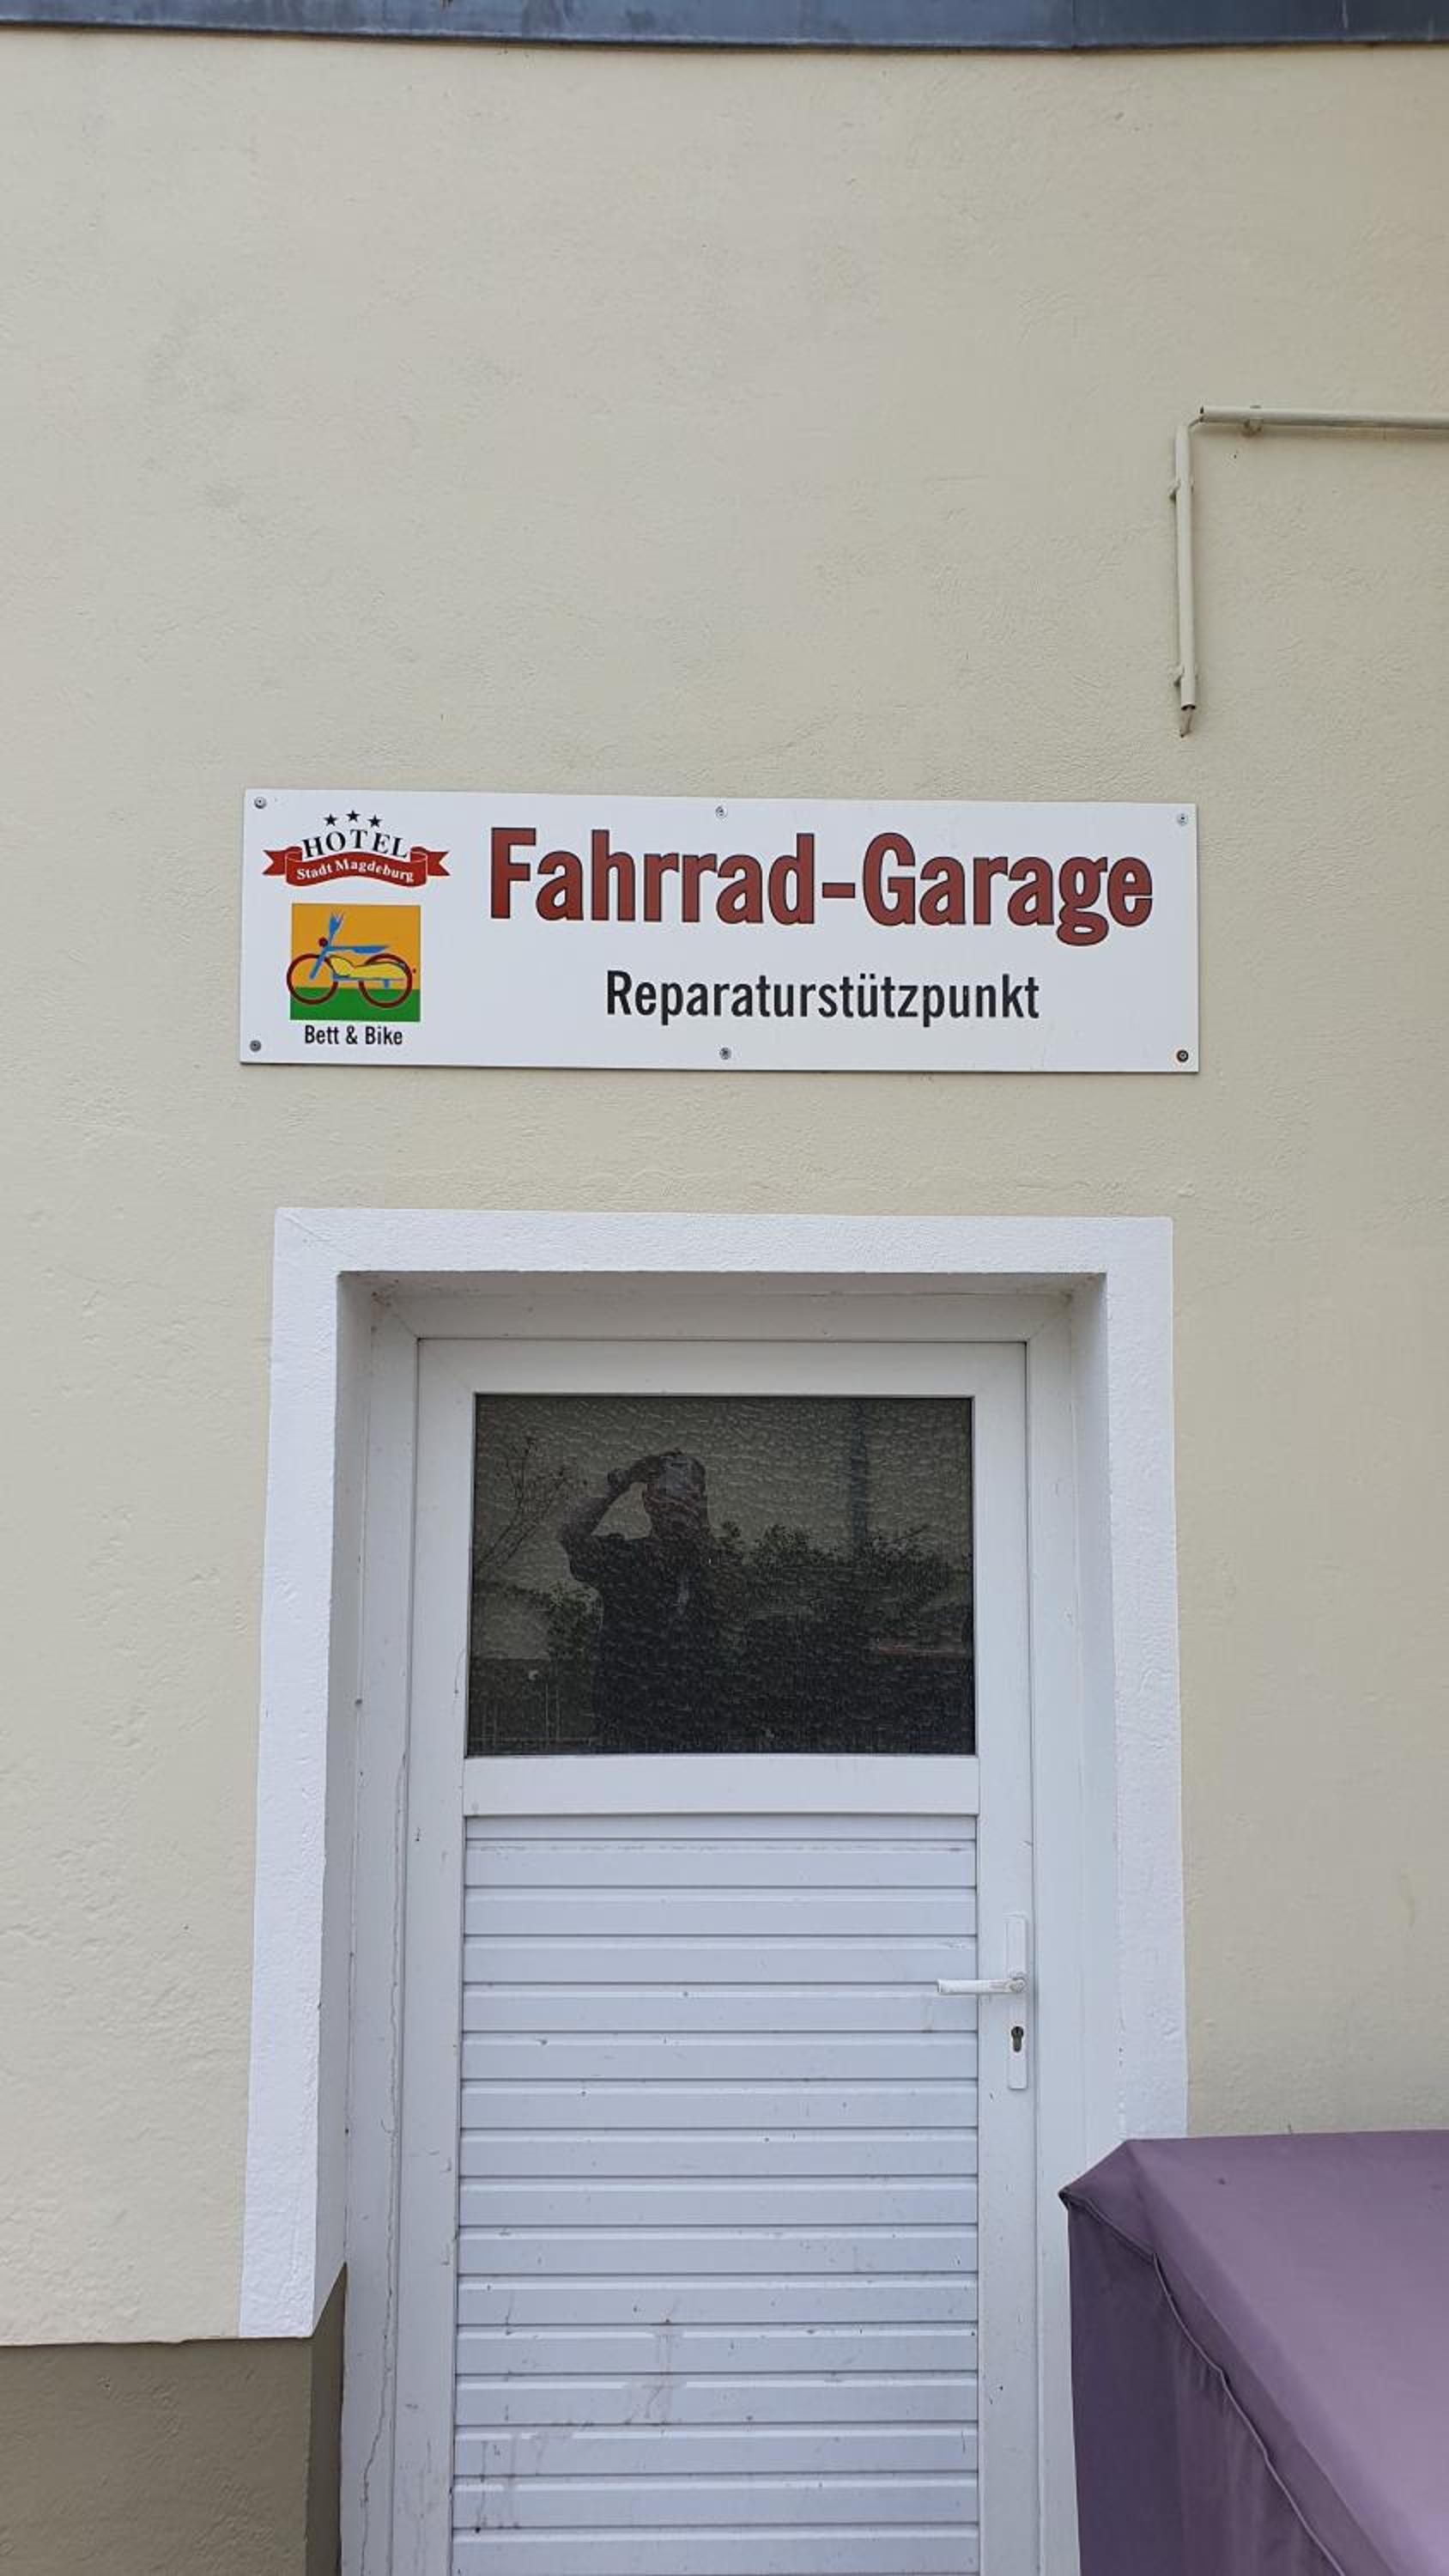 HOTEL
Stadt Magdeburg
Bett & Bike
Fahrrad-Garage
Reparaturstützpunkt